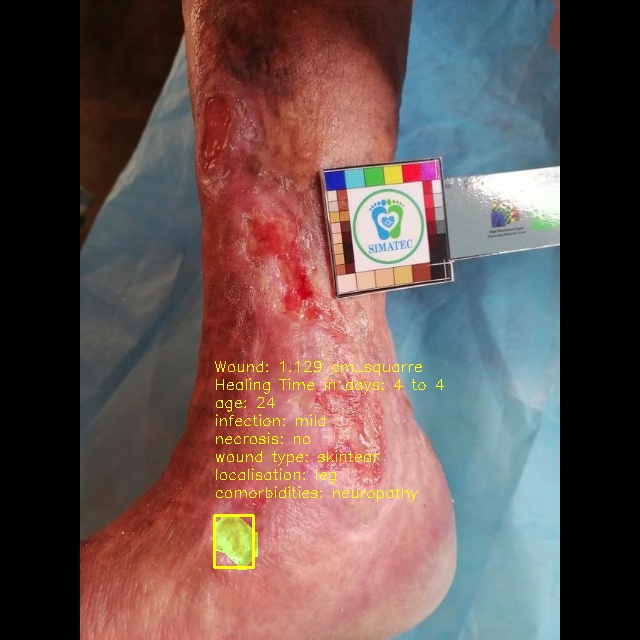 SIMATEC
Wound: 1.129 cm_squarre
Healing Time in days: 4 to 4
age: 24
infection: mild
necrosis: no
wound type: skintear
localisation: leg
comorbidities: neuropathy